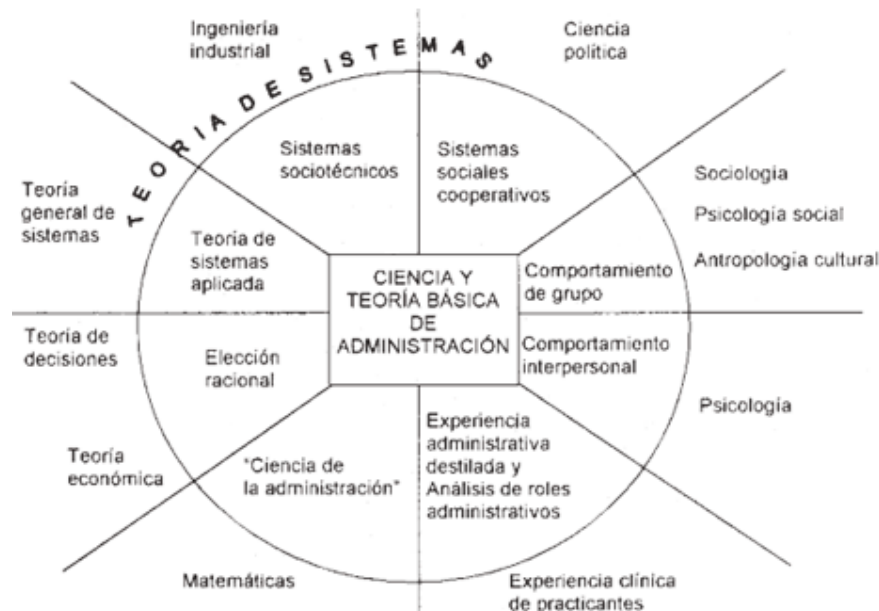 Ingeniería
industrial
Ciencia
política
TEORIA DE SISTEMAS
Sistemas
sociotécnicos
Sistemas
sociales
cooperativos
Sociología
Psicología social
Antropología cultural
Teoría
general de
sistemas
Teoría de
sistemas
aplicada
CIENCIA Y
TEORÍA BÁSICA
DE
ADMINISTRACIÓN
Comportamiento
de grupo
Teoría de
decisiones
Elección
racional
Comportamiento
interpersonal
Psicología
Teoría
económica
"Ciencia de
la administración"
Experiencia
administrativa
destilada y
Análisis de roles
administrativos
Matemáticas
Experiencia clínica
de practicantes